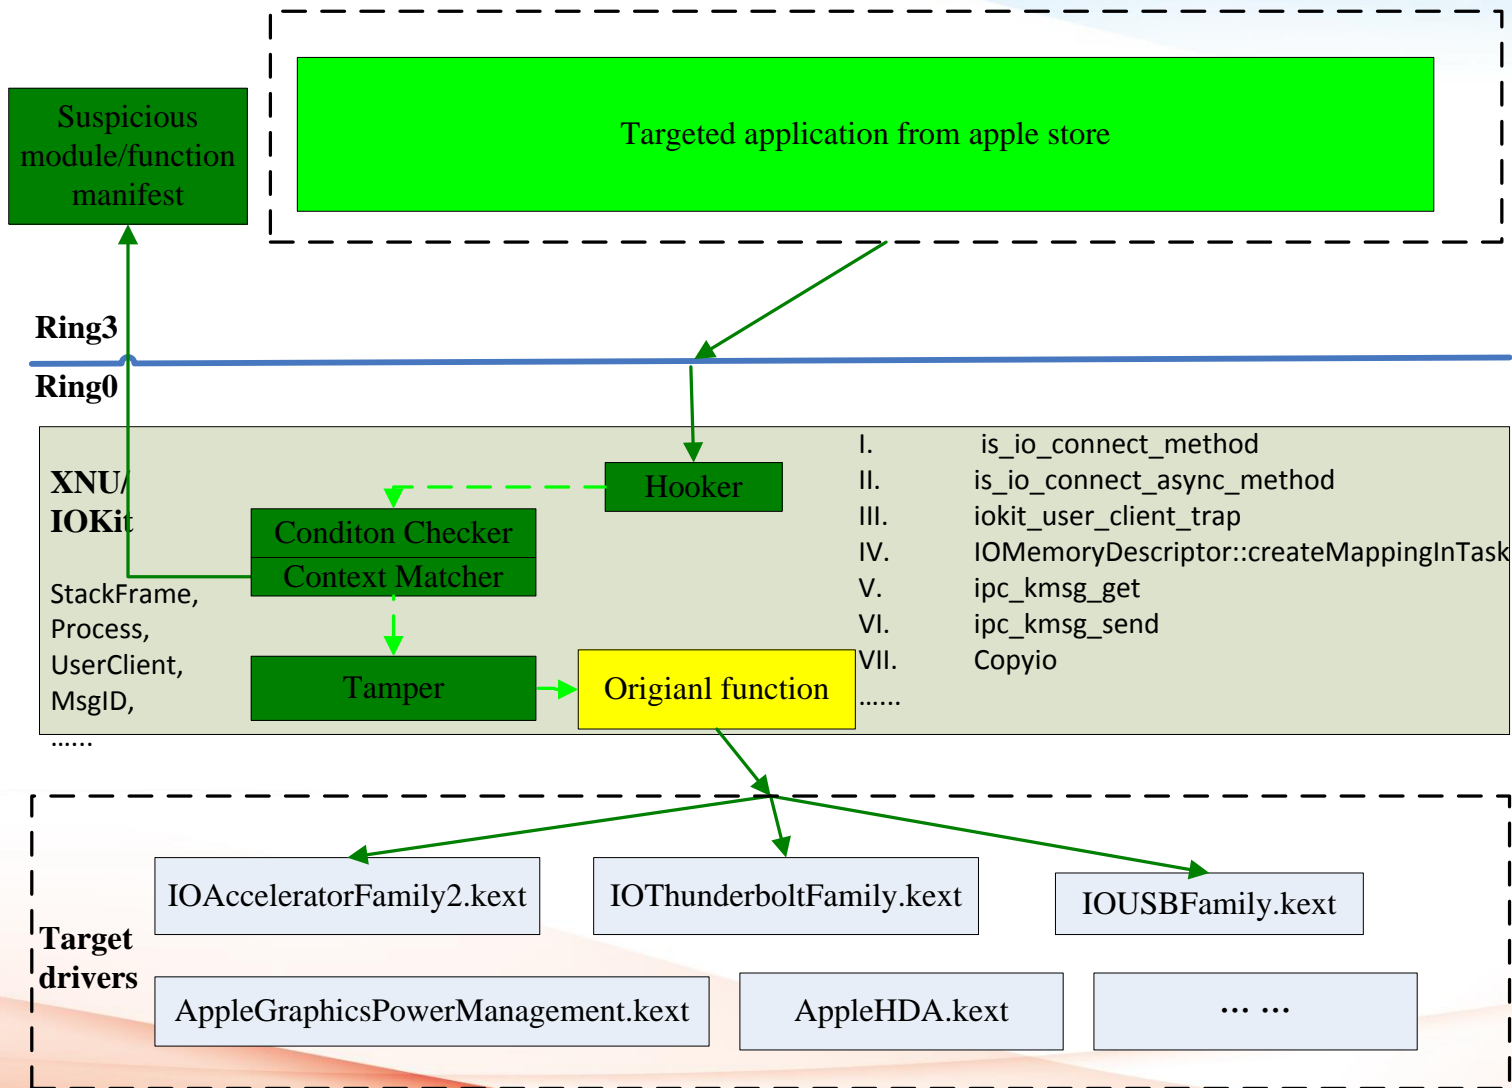 Suspicious
module/function
manifest
Targeted application from apple store
Ring3
Ring0
XNU/
IOKit
StackFrame,
Process,
UserClient,
MsgID,
......
Hooker
Conditon Checker
Context Matcher
Tamper
Origianl function
I. is_io_connect_method
II. is_io_connect_async_method
III. iokit_user_client_trap
IV. IOMemoryDescriptor::createMappingInTask
V. ipc_kmsg_get
VI. ipc_kmsg_send
VII. Copyio
......
Target
drivers
IOAcceleratorFamily2.kext
IOThunderboltFamily.kext
IOUSBFamily.kext
AppleGraphicsPowerManagement.kext
AppleHDA.kext
... ...